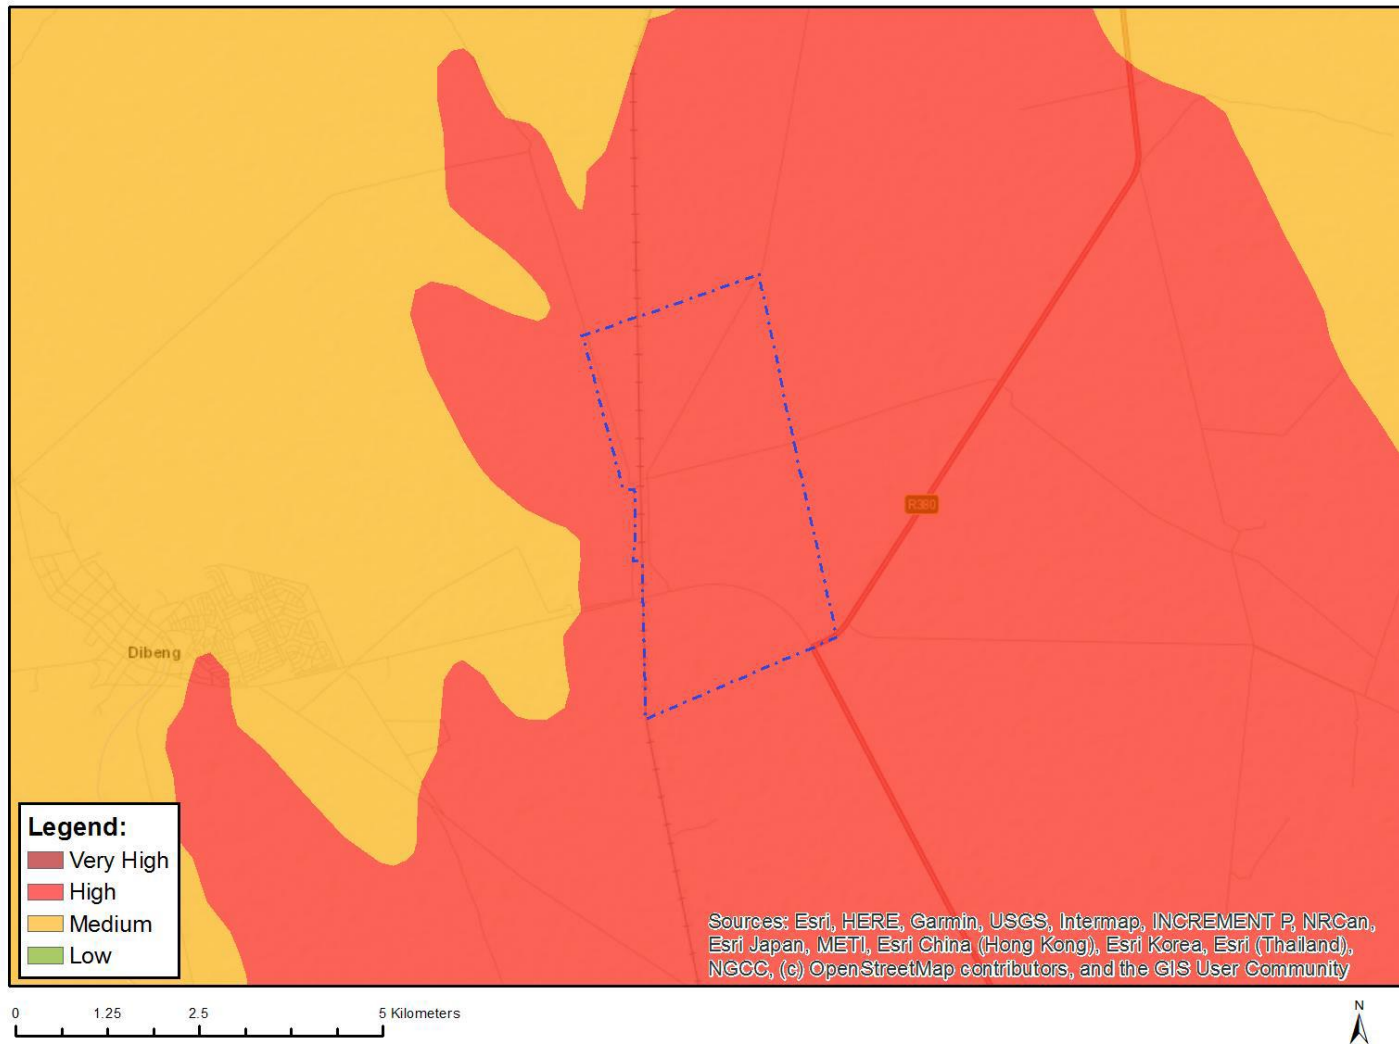 R380
Dibeng
Legend:
Very High
High
Medium
Low
Sources: Esri, HERE, Garmin, USGS, Intermap, INCREMENT P, NRCan,
Esri Japan, METI, Esri China (Hong Kong), Esri Korea, Esri (Thailand),
NGCC, (c) OpenStreetMap contributors, and the GIS User Community
0 1.25 2.5 5 Kilometers
N